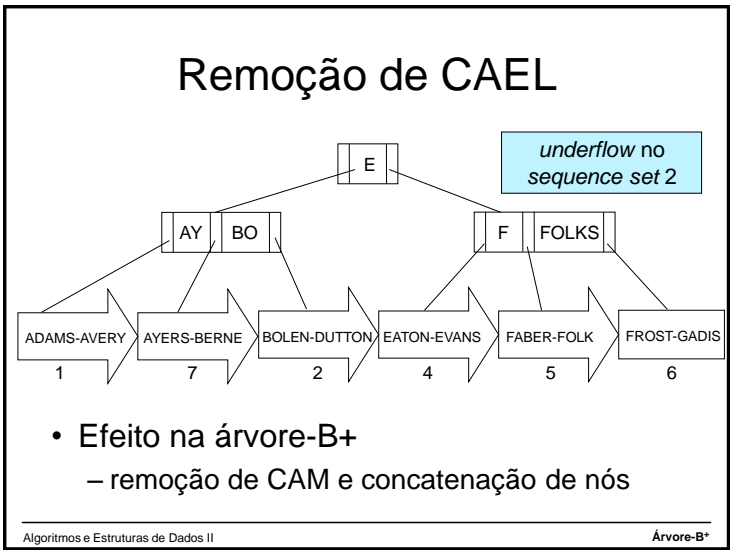 Remoção de CAEL
underflow no
sequence set 2
E
AY BO
F FOLKS
ADAMS-AVERY AYERS-BERNE BOLEN-DUTTON EATON-EVANS FABER-FOLK FROST-GADIS
1 7 2 4 5 6
• Efeito na árvore-B+
– remoção de CAM e concatenação de nós
Algoritmos e Estruturas de Dados II Árvore-B+